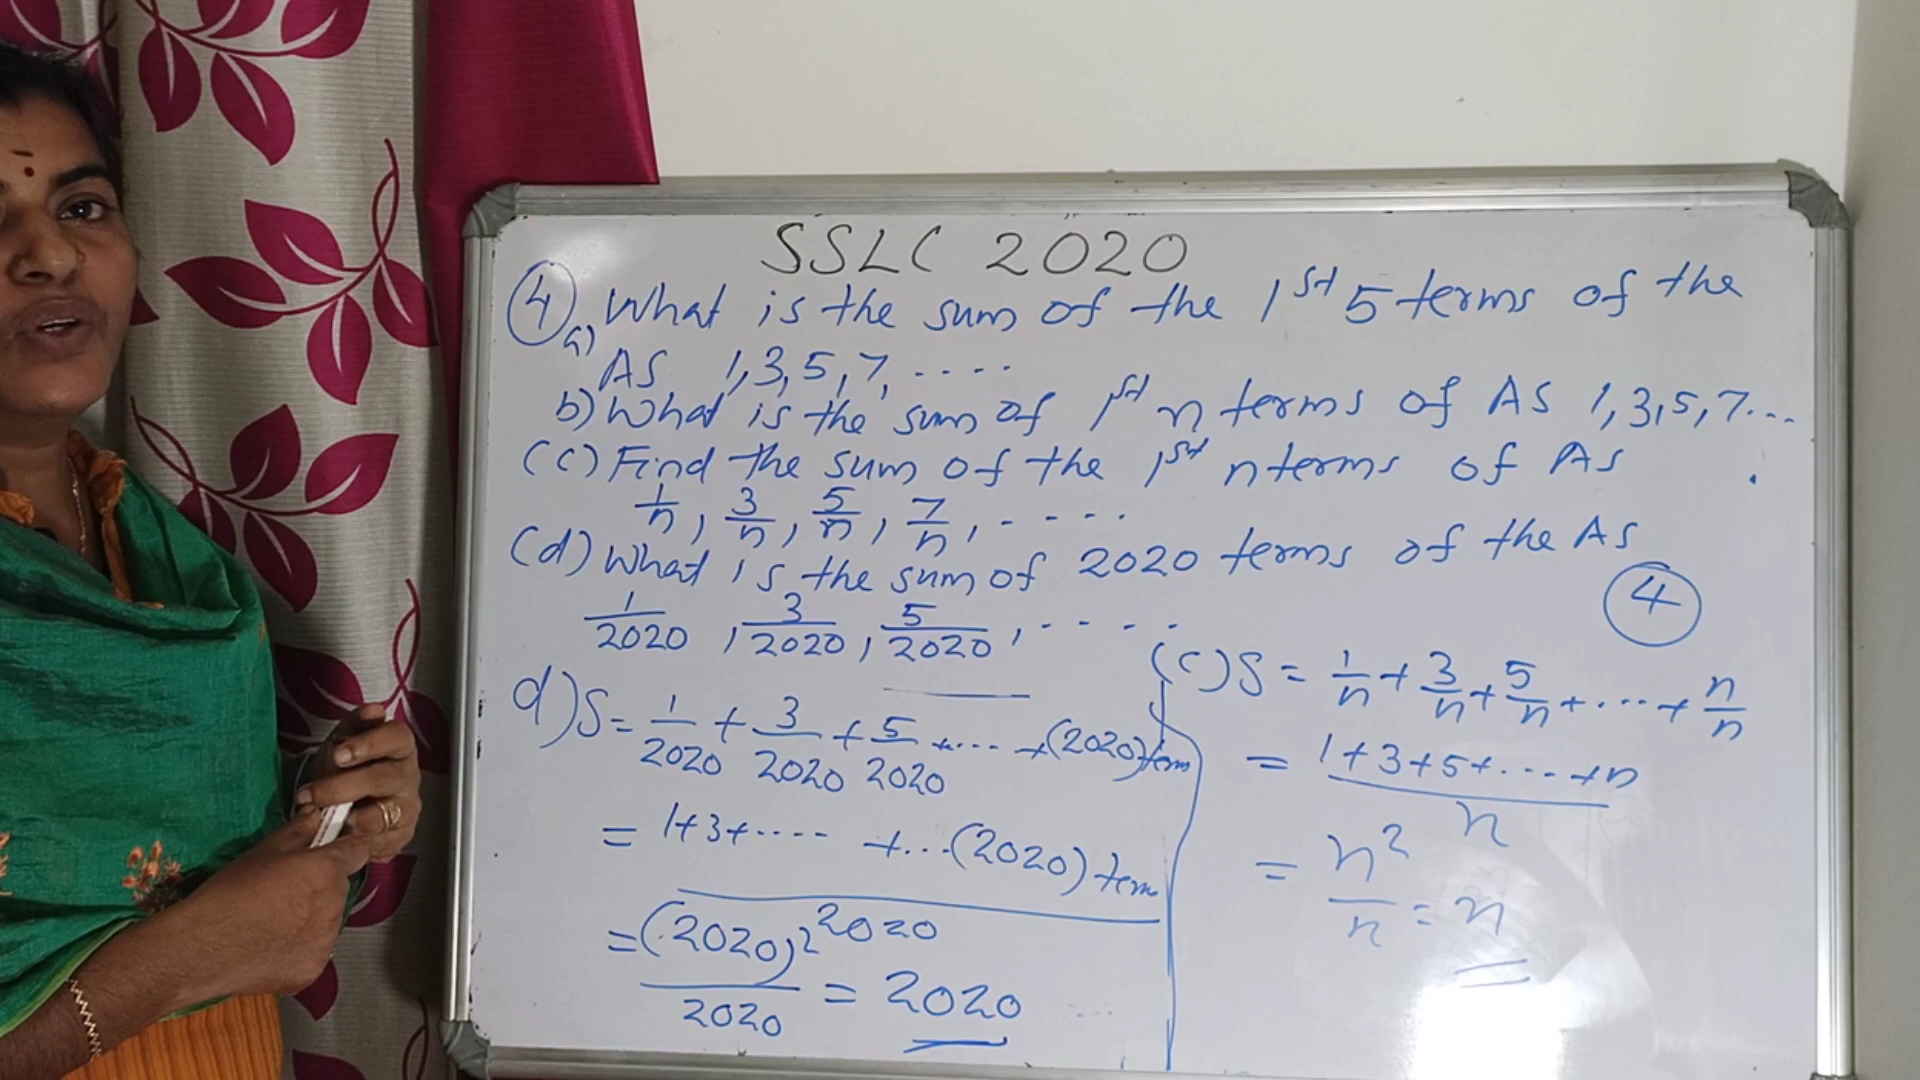 SSLC 2020
④ a) What is the sum of the 1st 5 terms of the
AS 1, 3, 5, 7, ....
b) What is the sum of 1st n terms of AS 1, 3, 5, 7...
(c) Find the sum of the 1st n terms of AS
1/n, 3/n, 5/n, 7/n, - - - -
(d) What is the sum of 2020 terms of the AS
1/2020, 3/2020, 5/2020, - - - -
④
d) S = 1/2020 + 3/2020 + 5/2020 + .... + (2020) term
= 1+3+.... +...(2020) term
2020
= (2020)²/2020 = 2020
(c) S = 1/n + 3/n + 5/n + .... + n/n
= 1+3+5+....+n / n
= n²/n = n